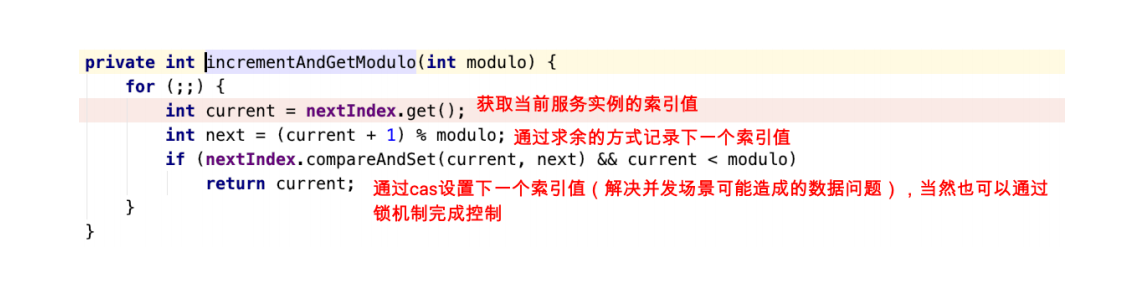 private int incrementAndGetModulo(int modulo) {
for (;;) {
int current = nextIndex.get(); 获取当前服务实例的索引值
int next = (current + 1) % modulo; 通过求余的方式记录下一个索引值
if (nextIndex.compareAndSet(current, next) && current < modulo)
return current; 通过cas设置下一个索引值（解决并发场景可能造成的数据问题），当然也可以通过
锁机制完成控制
}
}